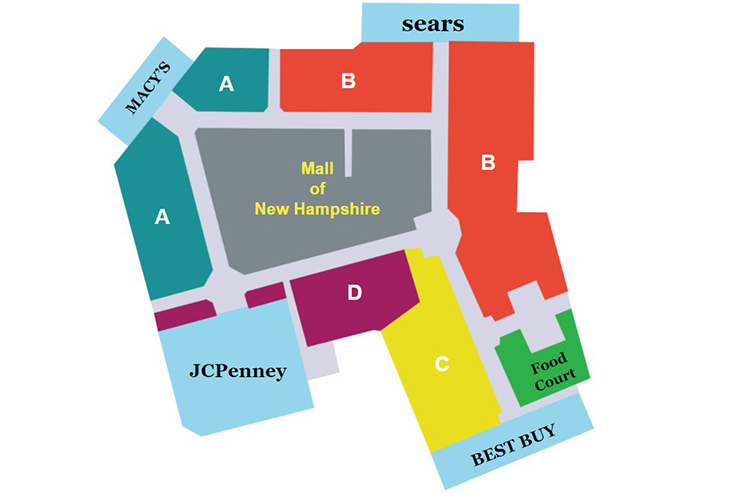 sears
MACY'S
A
B
Mall
of
New Hampshire
B
A
D
JCPenney
C
Food
Court
BEST BUY